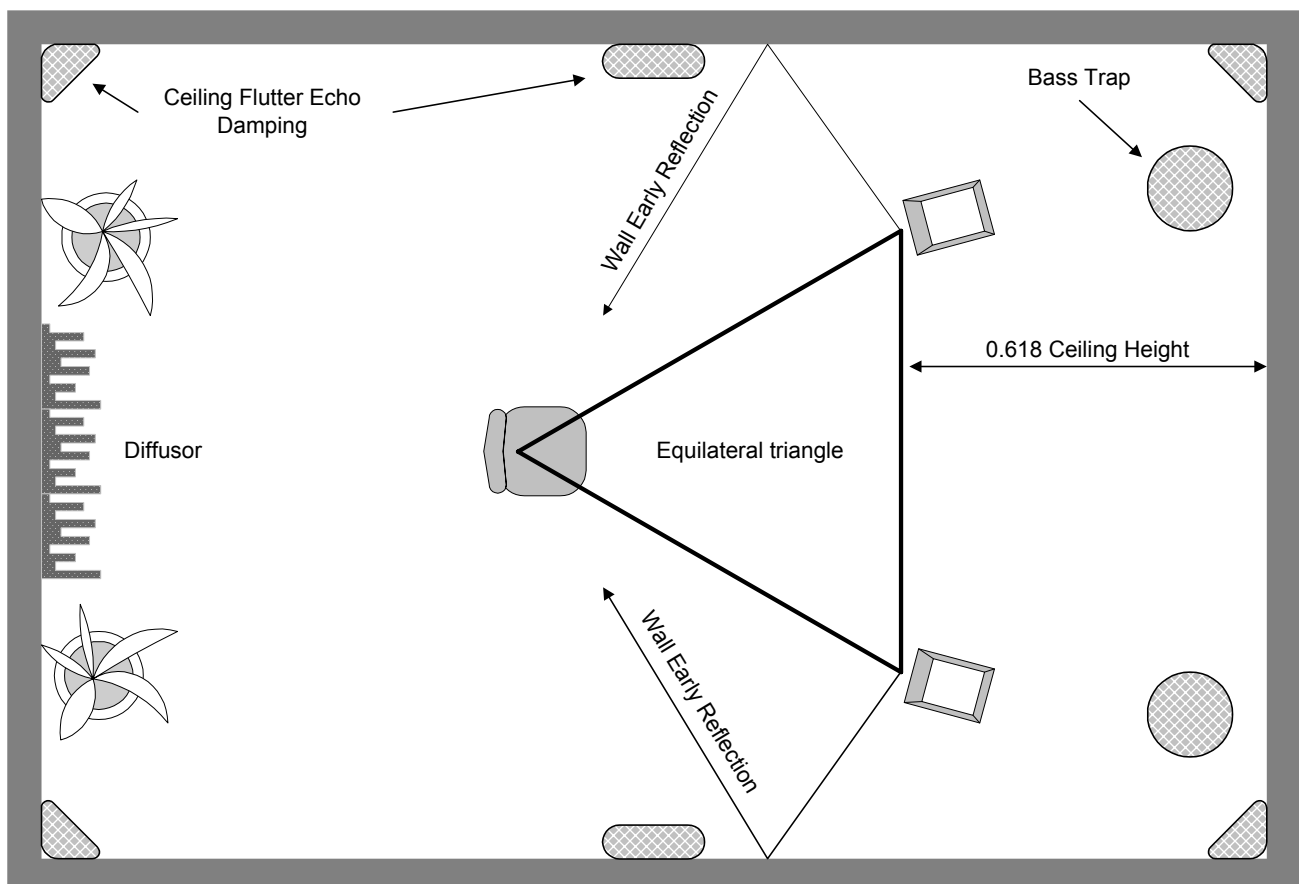 Ceiling Flutter Echo
Damping
Bass Trap
Wall Early Reflection
0.618 Ceiling Height
Diffusor
Equilateral triangle
Wall Early Reflection